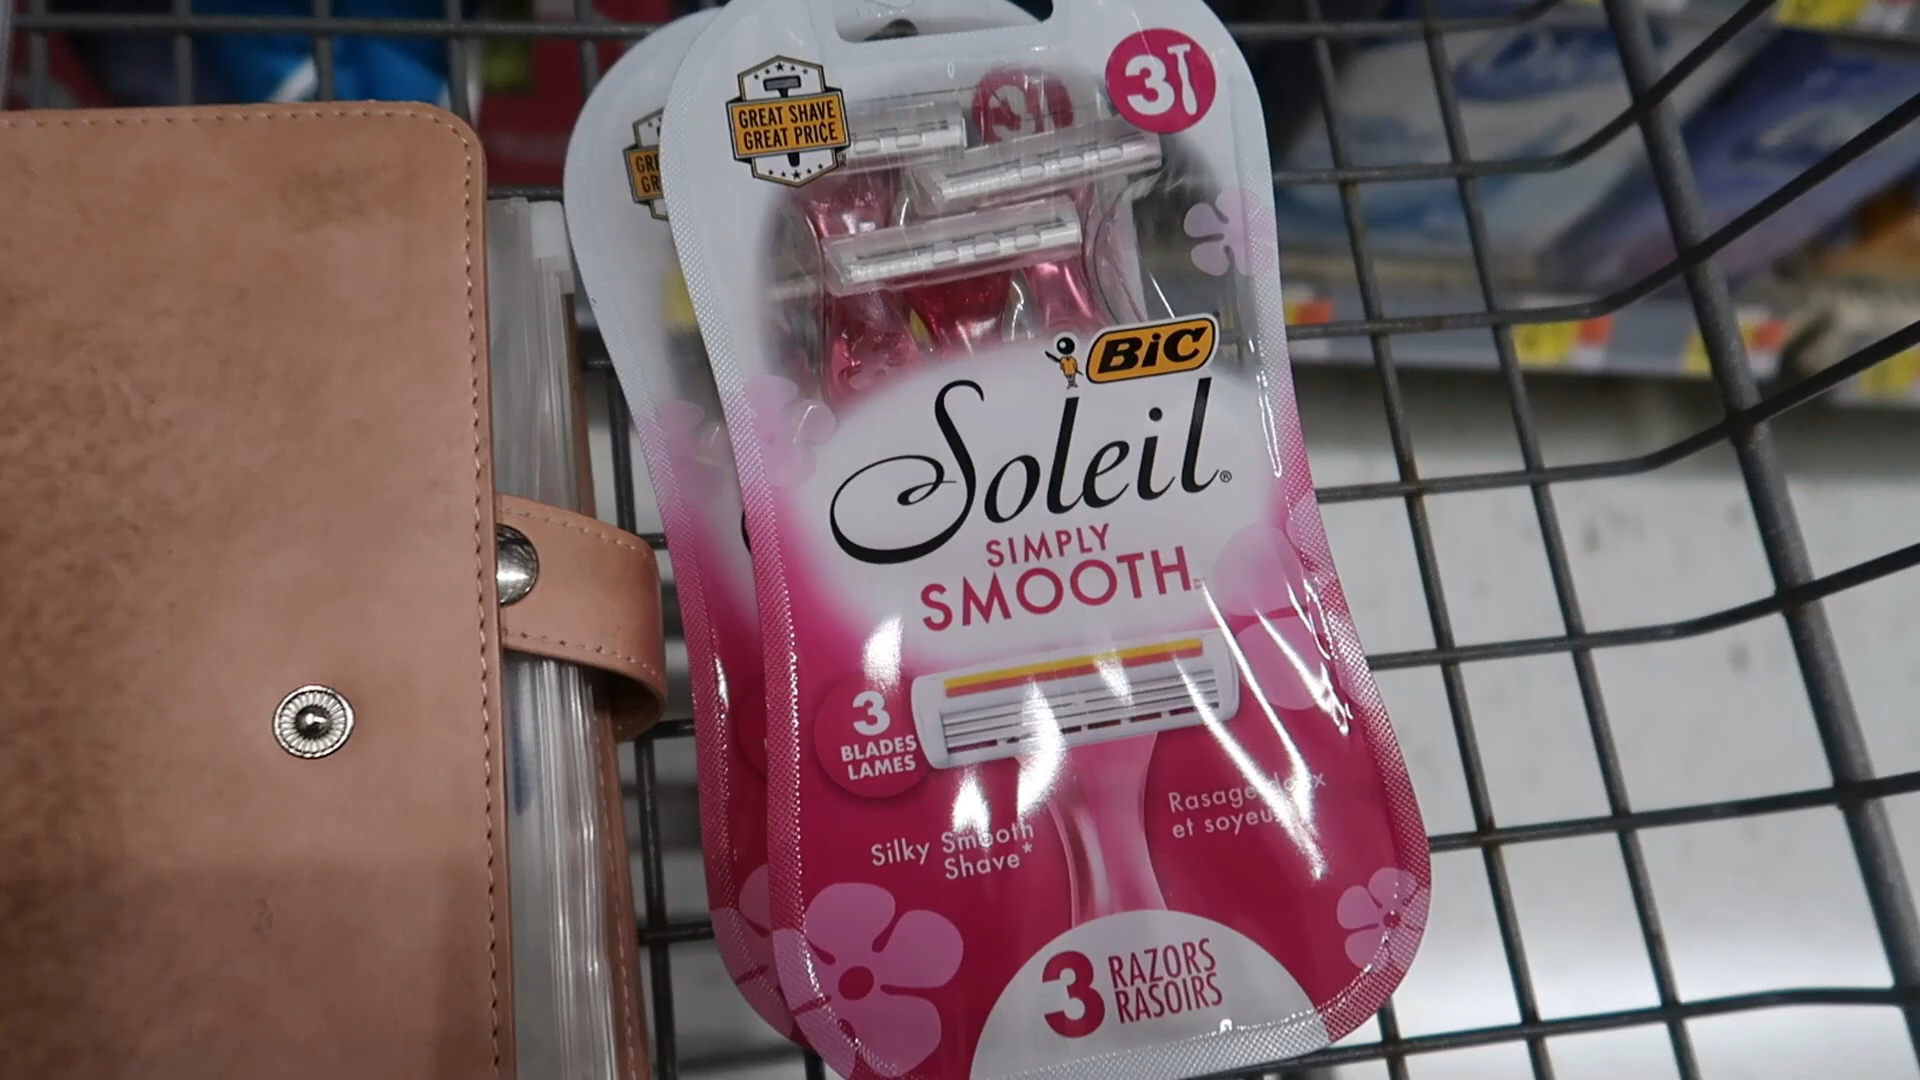 GREAT SHAVE
GREAT PRICE
3
BiC
Soleil®
SIMPLY
SMOOTH
3
BLADES
LAMES
Silky Smooth
Shave*
Rasage
et
3 RAZORS
RASOIRS